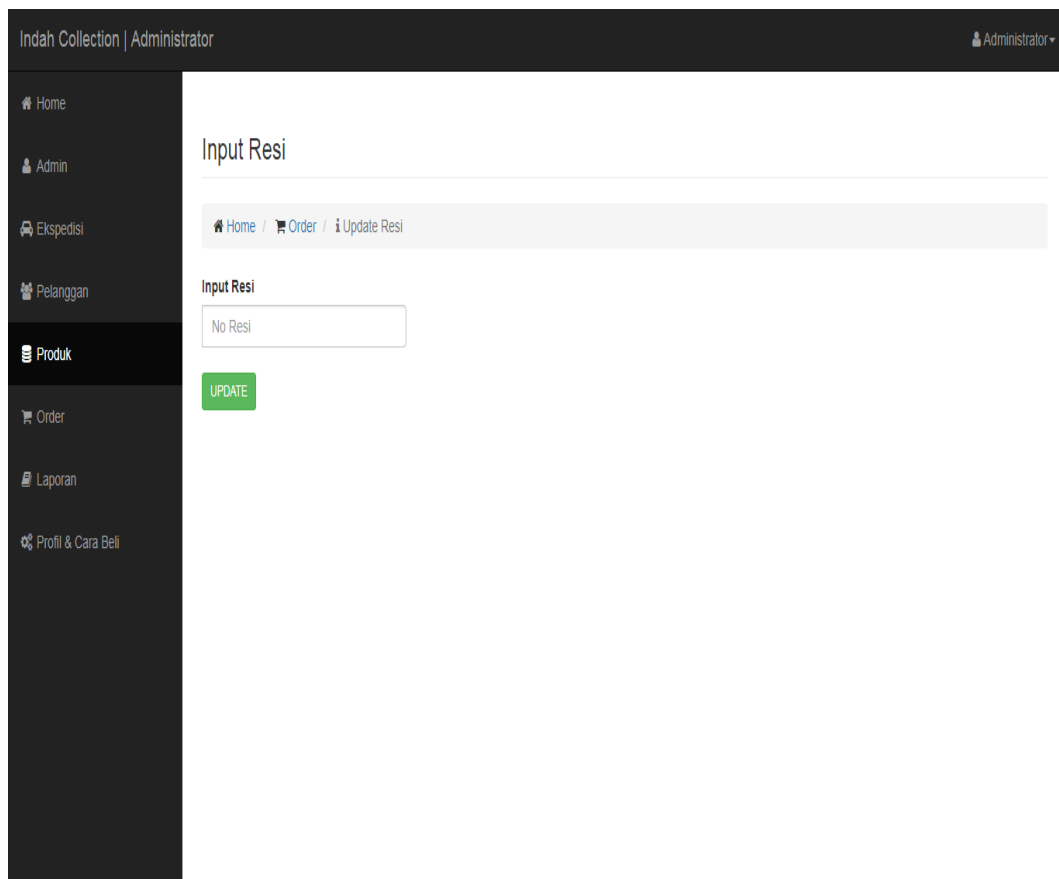 Indah Collection | Administrator
Administrator
Home
Admin
Ekspedisi
Pelanggan
Produk
Order
Laporan
Profil & Cara Beli
Input Resi
Home / Order / Update Resi
Input Resi
No Resi
UPDATE